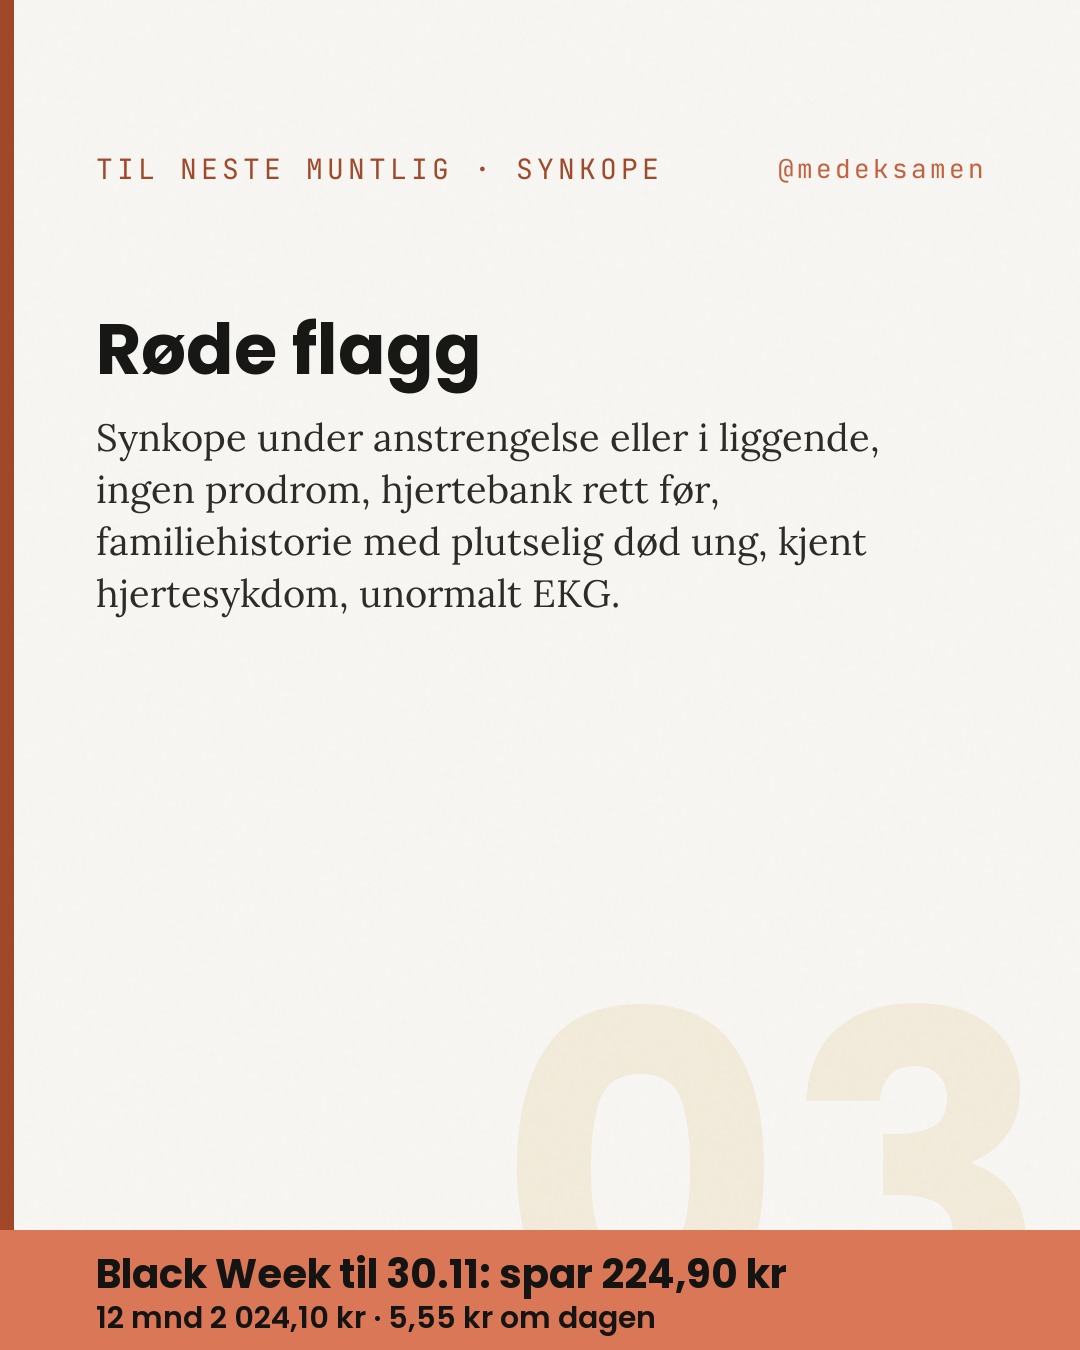 TIL NESTE MUNTLIG · SYNKOPE
@medeksamen
Røde flagg
Synkope under anstrengelse eller i liggende,
ingen prodrom, hjertebank rett før,
familiehistorie med plutselig død ung, kjent
hjertesykdom, unormalt EKG.
03
Black Week til 30.11: spar 224,90 kr
12 mnd 2 024,10 kr · 5,55 kr om dagen